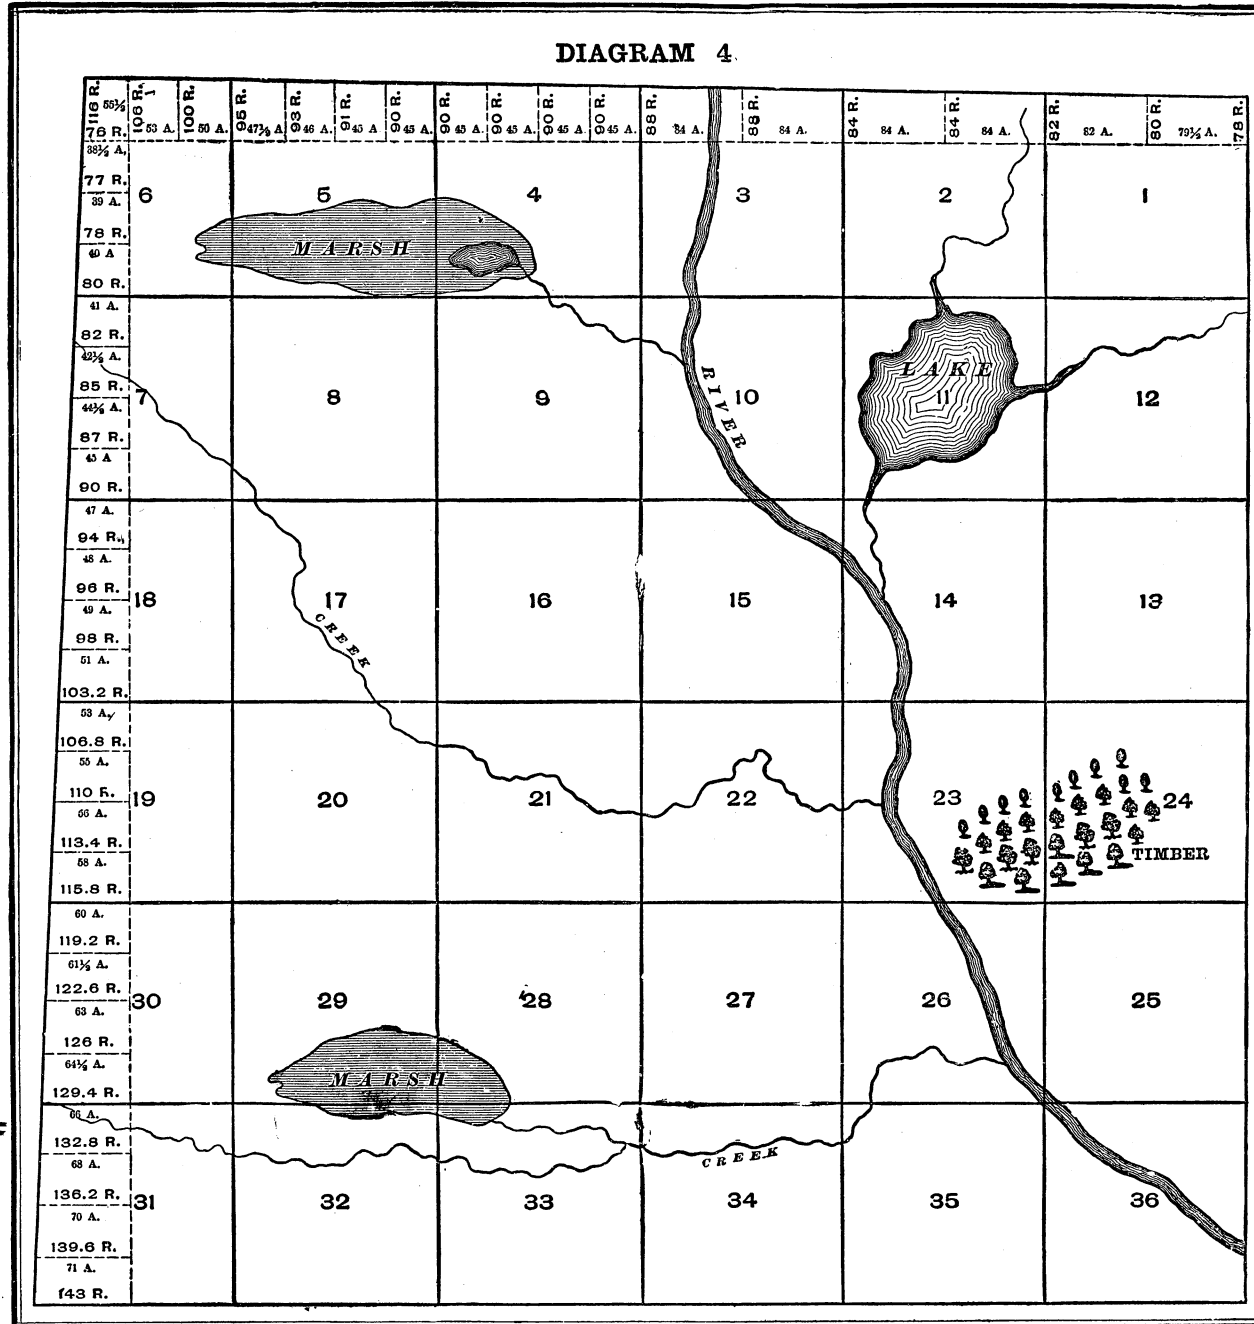 DIAGRAM 4
116 R. 106 R. 100 R. 95 R. 93 R. 91 R. 90 R. 90 R. 90 R. 90 R. 90 R. 88 R. 88 R. 84 R. 84 R. 82 R. 80 R. 78 R.
55½ 53 A. 50 A. 47½ A 46 A. 45 A 45 A. 45 A. 45 A. 45 A. 45 A. 84 A. 84 A. 84 A. 84 A. 82 A. 79½ A.
76 R.
38½ A.
77 R.
6 5 4 3 2 1
39 A.
78 R.
MARSH
40 A
80 R.
41 A.
82 R.
42½ A.
LAKE
85 R.
7 8 9 10 11 12
RIVER
44½ A.
87 R.
45 A
90 R.
47 A.
94 R.
48 A.
96 R.
18 17 16 15 14 13
49 A.
98 R.
CREEK
51 A.
103.2 R.
53 A.
106.8 R.
55 A.
110 R.
19 20 21 22 23 24
56 A.
113.4 R.
TIMBER
58 A.
115.8 R.
60 A.
119.2 R.
61½ A.
122.6 R.
30 29 28 27 26 25
63 A.
126 R.
64½ A.
MARSH
129.4 R.
66 A.
132.8 R.
CREEK
68 A.
136.2 R.
31 32 33 34 35 36
70 A.
139.6 R.
71 A.
143 R.